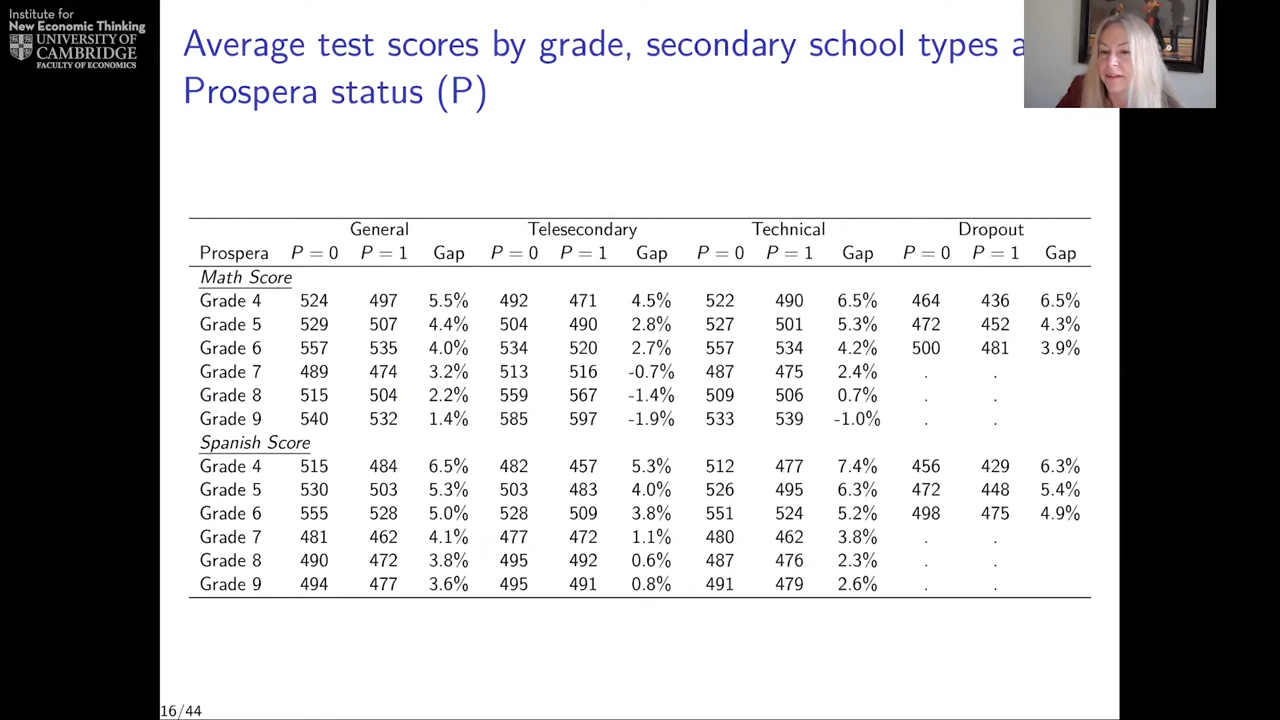 Institute for
New Economic Thinking
UNIVERSITY OF
CAMBRIDGE
FACULTY OF ECONOMICS
Average test scores by grade, secondary school types
Prospera status (P)
General Telesecondary Technical Dropout
Prospera P = 0 P = 1 Gap P = 0 P = 1 Gap P = 0 P = 1 Gap P = 0 P = 1 Gap
Math Score
Grade 4 524 497 5.5% 492 471 4.5% 522 490 6.5% 464 436 6.5%
Grade 5 529 507 4.4% 504 490 2.8% 527 501 5.3% 472 452 4.3%
Grade 6 557 535 4.0% 534 520 2.7% 557 534 4.2% 500 481 3.9%
Grade 7 489 474 3.2% 513 516 -0.7% 487 475 2.4% . .
Grade 8 515 504 2.2% 559 567 -1.4% 509 506 0.7% . .
Grade 9 540 532 1.4% 585 597 -1.9% 533 539 -1.0% . .
Spanish Score
Grade 4 515 484 6.5% 482 457 5.3% 512 477 7.4% 456 429 6.3%
Grade 5 530 503 5.3% 503 483 4.0% 526 495 6.3% 472 448 5.4%
Grade 6 555 528 5.0% 528 509 3.8% 551 524 5.2% 498 475 4.9%
Grade 7 481 462 4.1% 477 472 1.1% 480 462 3.8% . .
Grade 8 490 472 3.8% 495 492 0.6% 487 476 2.3% . .
Grade 9 494 477 3.6% 495 491 0.8% 491 479 2.6% . .
16/44